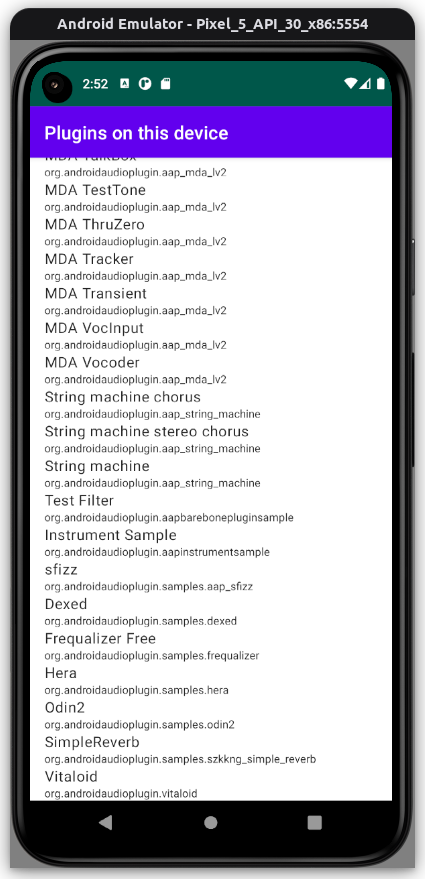 Android Emulator - Pixel_5_API_30_x86:5554
2:52
Plugins on this device
MDA TalkBox
org.androidaudioplugin.aap_mda_lv2
MDA TestTone
org.androidaudioplugin.aap_mda_lv2
MDA ThruZero
org.androidaudioplugin.aap_mda_lv2
MDA Tracker
org.androidaudioplugin.aap_mda_lv2
MDA Transient
org.androidaudioplugin.aap_mda_lv2
MDA VocInput
org.androidaudioplugin.aap_mda_lv2
MDA Vocoder
org.androidaudioplugin.aap_mda_lv2
String machine chorus
org.androidaudioplugin.aap_string_machine
String machine stereo chorus
org.androidaudioplugin.aap_string_machine
String machine
org.androidaudioplugin.aap_string_machine
Test Filter
org.androidaudioplugin.aapbarebonepluginsample
Instrument Sample
org.androidaudioplugin.aapinstrumentsample
sfizz
org.androidaudioplugin.samples.aap_sfizz
Dexed
org.androidaudioplugin.samples.dexed
Frequalizer Free
org.androidaudioplugin.samples.frequalizer
Hera
org.androidaudioplugin.samples.hera
Odin2
org.androidaudioplugin.samples.odin2
SimpleReverb
org.androidaudioplugin.samples.szkkng_simple_reverb
Vitaloid
org.androidaudioplugin.vitaloid